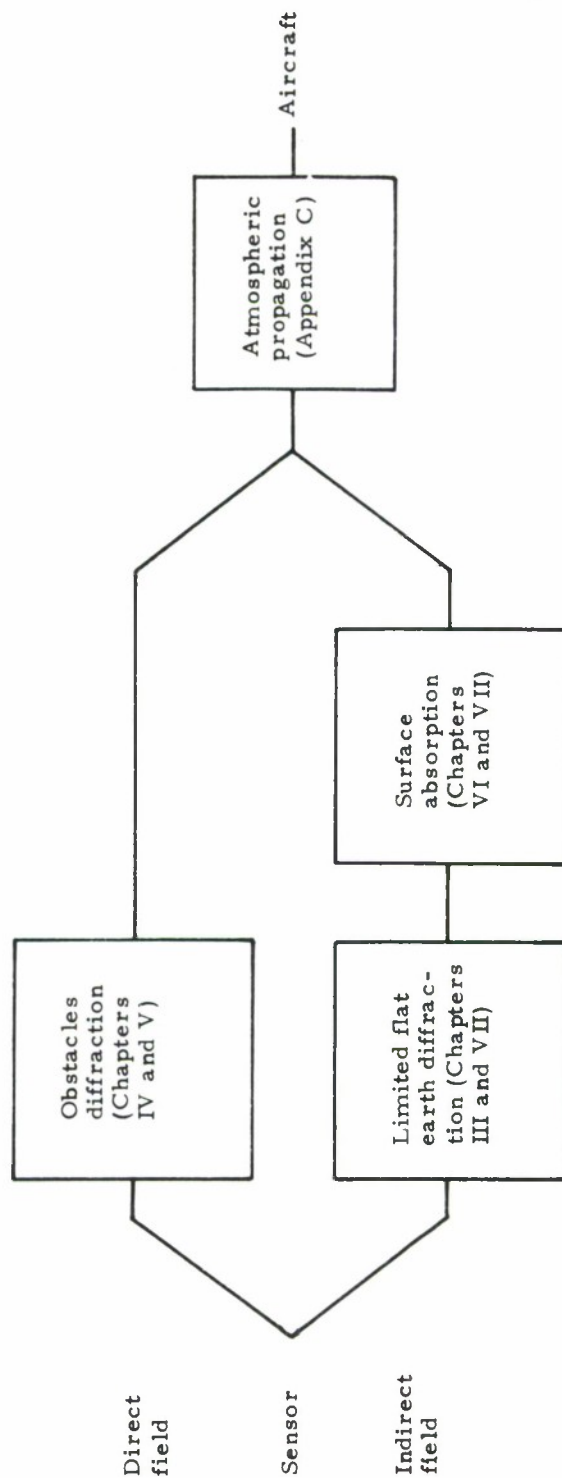 Direct
field
Sensor
Indirect
field
Obstacles
diffraction
(Chapters
IV and V)
Limited flat
earth diffrac-
tion (Chapters
III and VII)
Surface
absorption
(Chapters
VI and VII)
Atmospheric
propagation
(Appendix C)
Aircraft